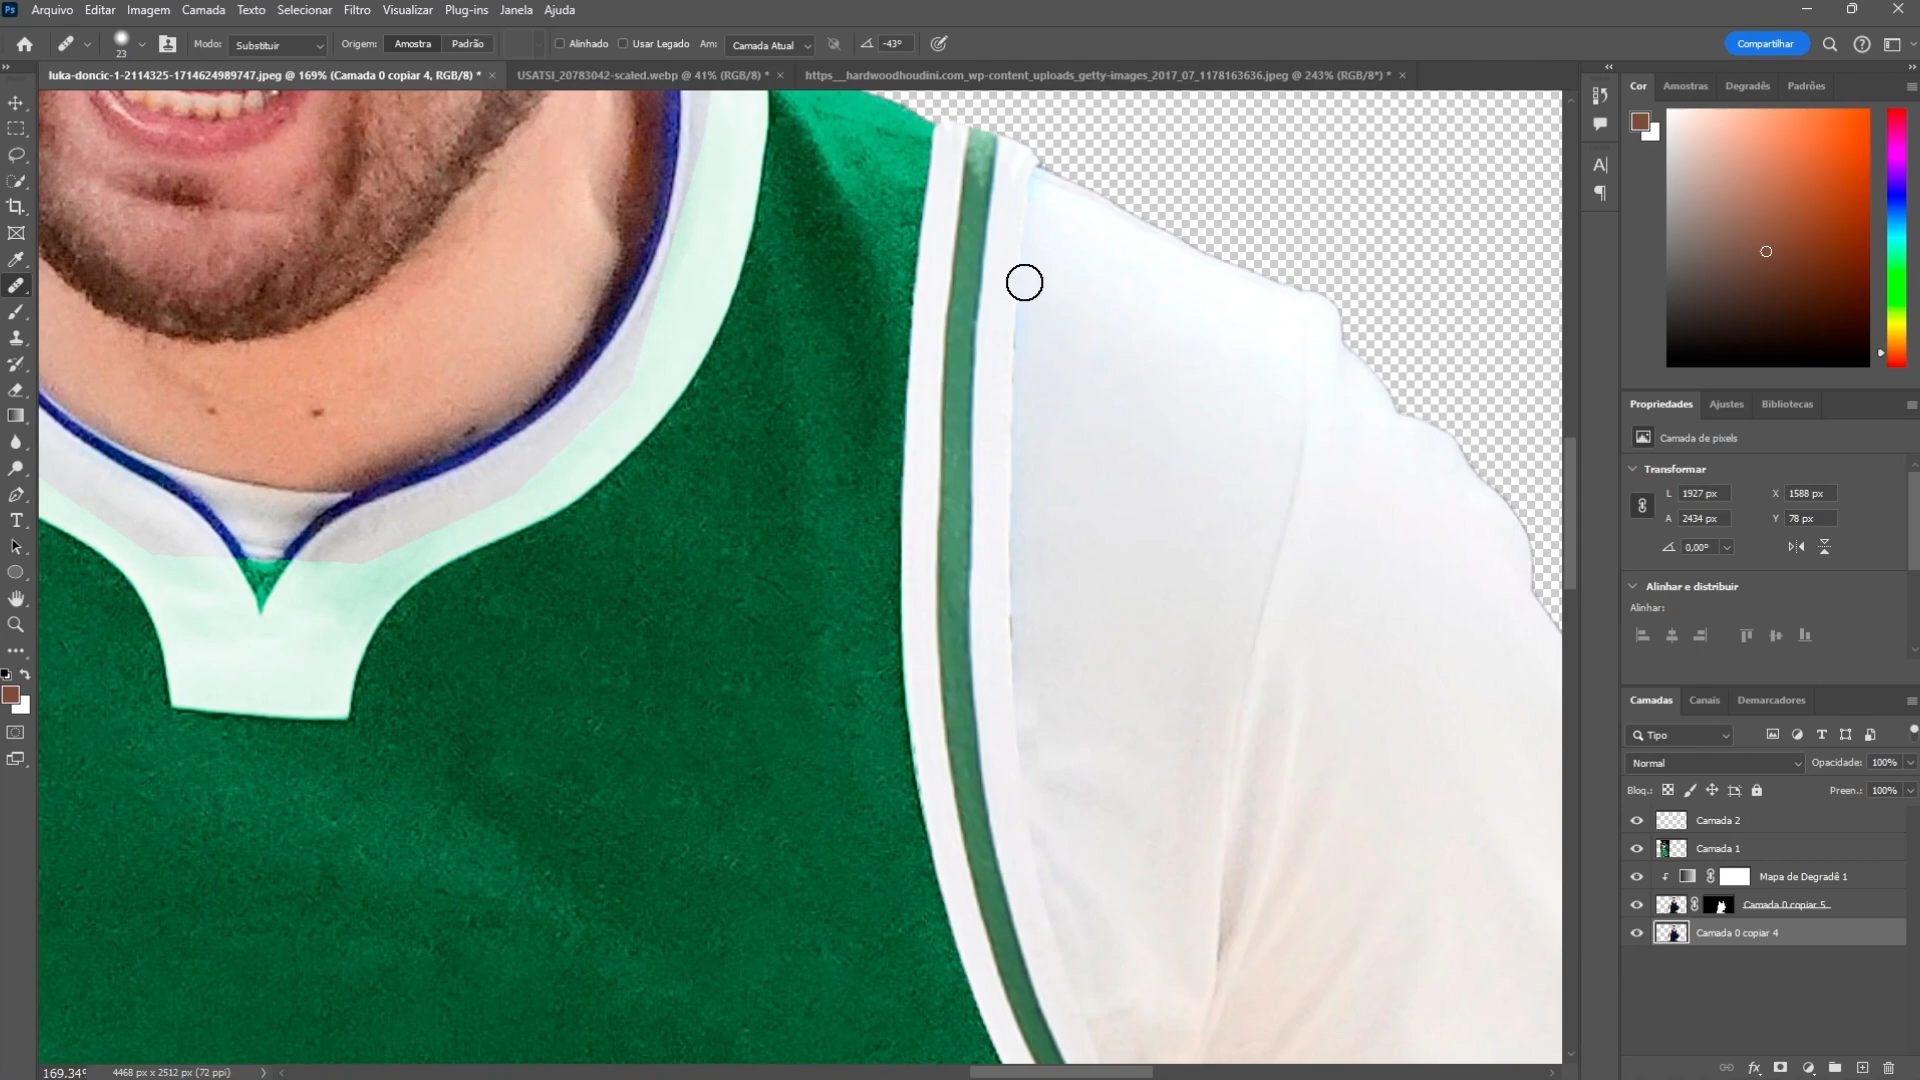 Ps Arquivo Editar Imagem Camada Texto Selecionar Filtro Visualizar Plug-ins Janela Ajuda
23 Modo: Substituir Origem: Amostra Padrão Alinhado Usar Legado Am: Camada Atual -43° Compartilhar
luka-doncic-1-2114325-1714624989747.jpeg @ 169% (Camada 0 copiar 4, RGB/8) * USATSI_20783042-scaled.webp @ 41% (RGB/8) * https__hardwoodhoudini.com_wp-content_uploads_getty-images_2017_07_1178163636.jpeg @ 243% (RGB/8*) *
Cor Amostras Degradês Padrões
Propriedades Ajustes Bibliotecas
Camada de pixels
Transformar
L 1927 px X 1588 px
A 2434 px Y 78 px
0,00°
Alinhar e distribuir
Alinhar:
Camadas Canais Demarcadores
Tipo
Normal Opacidade: 100%
Bloq.: Preen.: 100%
Camada 2
Camada 1
Mapa de Degradê 1
Camada 0 copiar 5
Camada 0 copiar 4
fx
169.34% 4468 px x 2512 px (72 ppi)